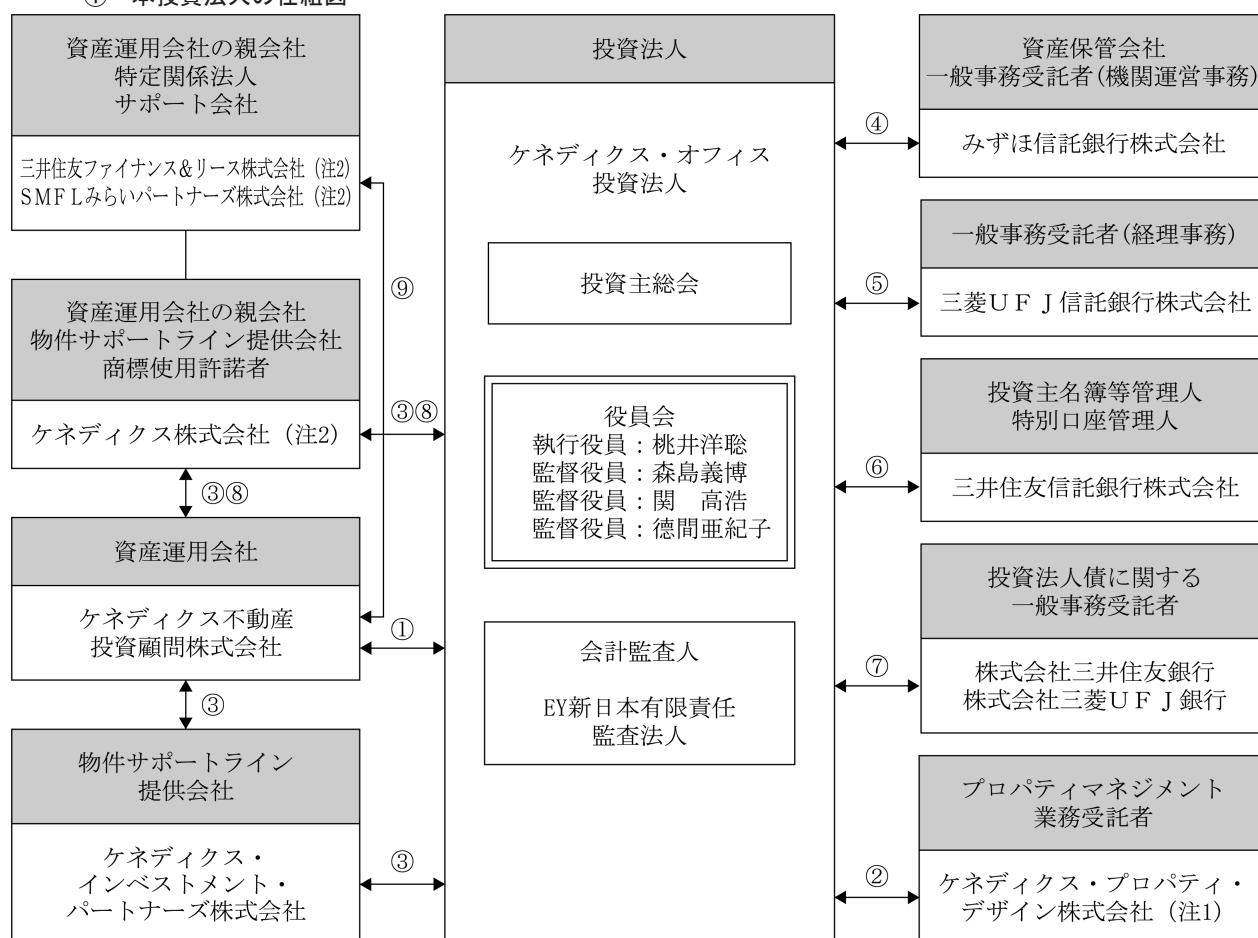 資産運用会社の親会社
特定関係法人
サポート会社
三井住友ファイナンス&リース株式会社(注2)
SMFLみらいパートナーズ株式会社(注2)
資産運用会社の親会社
物件サポートライン提供会社
商標使用許諾者
ケネディクス株式会社(注2)
③⑧
資産運用会社
ケネディクス不動産
投資顧問株式会社
③
物件サポートライン
提供会社
ケネディクス・
インベストメント・
パートナーズ株式会社
⑨
③⑧
①
③
投資法人
ケネディクス・オフィス
投資法人
投資主総会
役員会
執行役員:桃井洋聡
監督役員:森島義博
監督役員:関 高浩
監督役員:德間亜紀子
会計監査人
EY新日本有限責任
監査法人
④
⑤
⑥
⑦
②
資産保管会社
一般事務受託者(機関運営事務)
みずほ信託銀行株式会社
一般事務受託者(経理事務)
三菱UFJ信託銀行株式会社
投資主名簿等管理人
特別口座管理人
三井住友信託銀行株式会社
投資法人債に関する
一般事務受託者
株式会社三井住友銀行
株式会社三菱UFJ銀行
プロパティマネジメント
業務受託者
ケネディクス・プロパティ・
デザイン株式会社(注1)